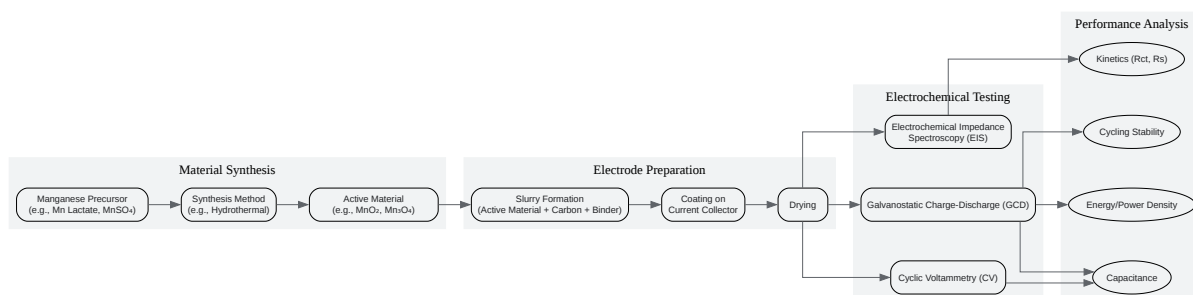 Performance Analysis
Kinetics (Rct, Rs)
Electrochemical Testing
Electrochemical Impedance
Spectroscopy (EIS)
Cycling Stability
Material Synthesis
Electrode Preparation
Manganese Precursor
(e.g., Mn Lactate, MnSO₄)
Synthesis Method
(e.g., Hydrothermal)
Active Material
(e.g., MnO₂, Mn₃O₄)
Slurry Formation
(Active Material + Carbon + Binder)
Coating on
Current Collector
Drying
Galvanostatic Charge-Discharge (GCD)
Energy/Power Density
Cyclic Voltammetry (CV)
Capacitance